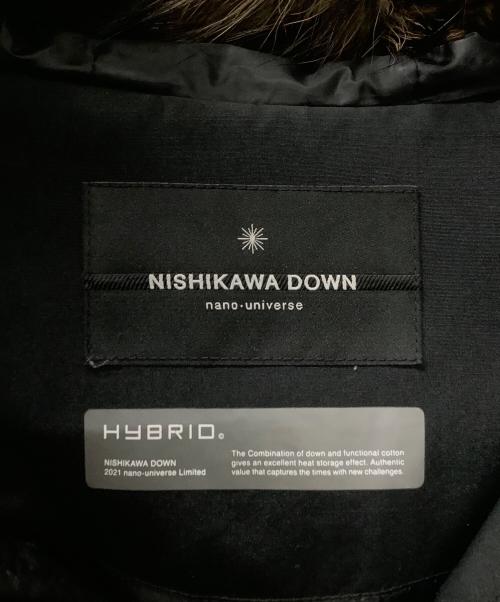 NISHIKAWA DOWN
nano·universe
HYBRID©
NISHIKAWA DOWN
2021 nano·universe Limited
The Combination of down and functional cotton
gives an excellent heat storage effect. Authentic
value that captures the times with new challenges.